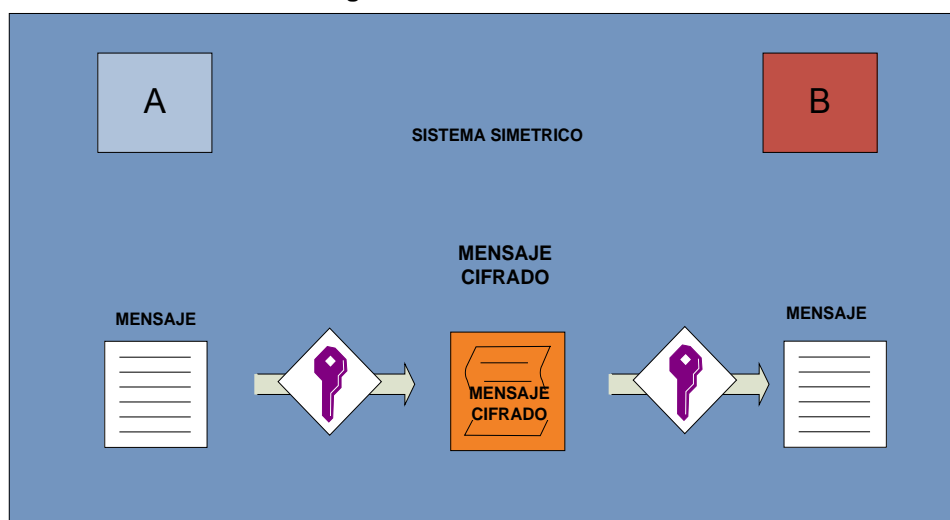 A
B
SISTEMA SIMETRICO
MENSAJE
CIFRADO
MENSAJE
MENSAJE
MENSAJE
CIFRADO